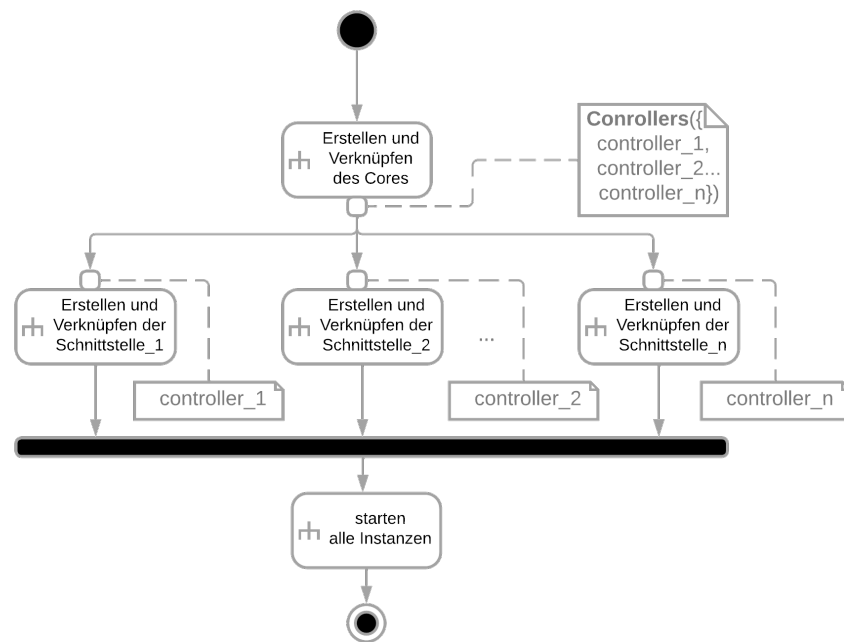 Erstellen und
Verknüpfen
des Cores
Conrollers({
controller_1,
controller_2...
controller_n})
Erstellen und
Verknüpfen der
Schnittstelle_1
Erstellen und
Verknüpfen der
Schnittstelle_2
...
Erstellen und
Verknüpfen der
Schnittstelle_n
controller_1
controller_2
controller_n
starten
alle Instanzen